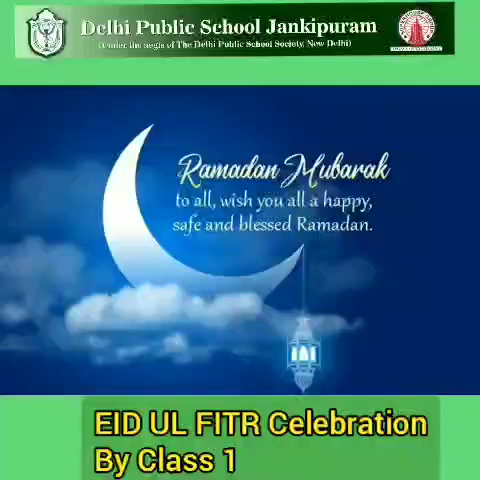 Delhi Public School Jankipuram
(Under the aegis of The Delhi Public School Society, New Delhi)
Ramadan Mubarak
to all, wish you all a happy,
safe and blessed Ramadan.
EID UL FITR Celebration
By Class 1